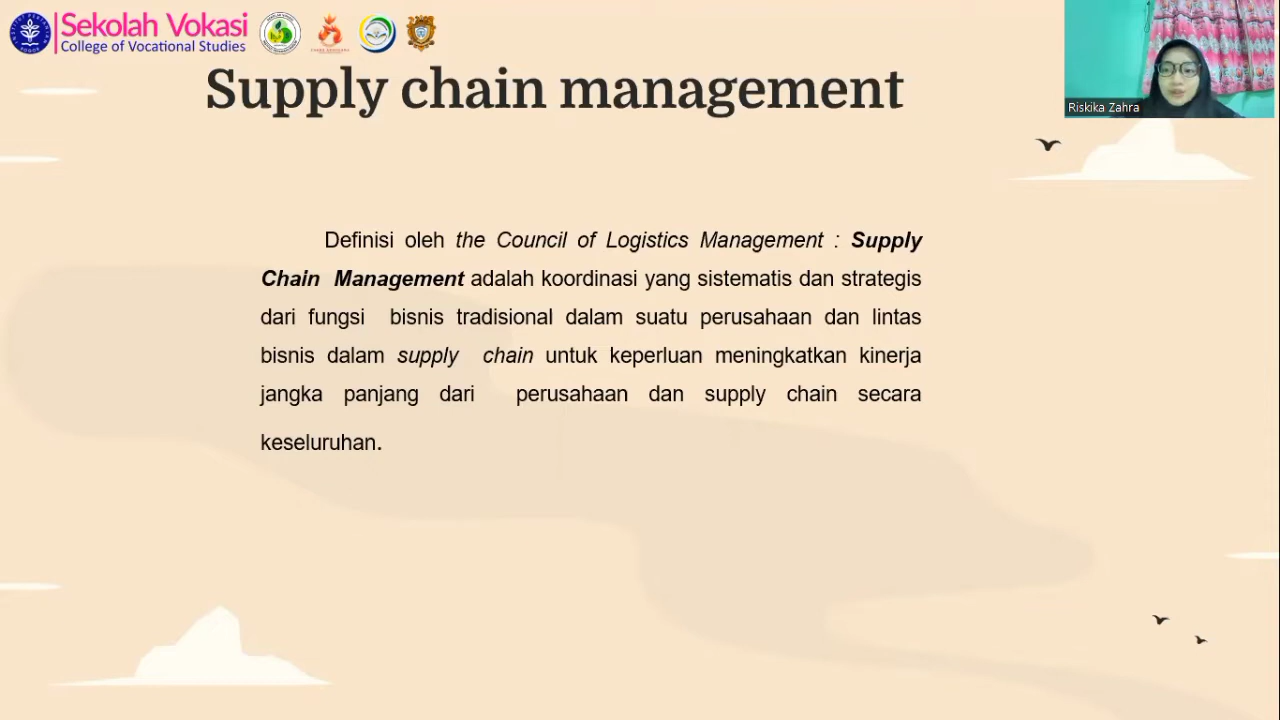 Sekolah Vokasi
College of Vocational Studies
Supply chain management
Riskika Zahra
Definisi oleh the Council of Logistics Management : Supply
Chain Management adalah koordinasi yang sistematis dan strategis
dari fungsi bisnis tradisional dalam suatu perusahaan dan lintas
bisnis dalam supply chain untuk keperluan meningkatkan kinerja
jangka panjang dari perusahaan dan supply chain secara
keseluruhan.